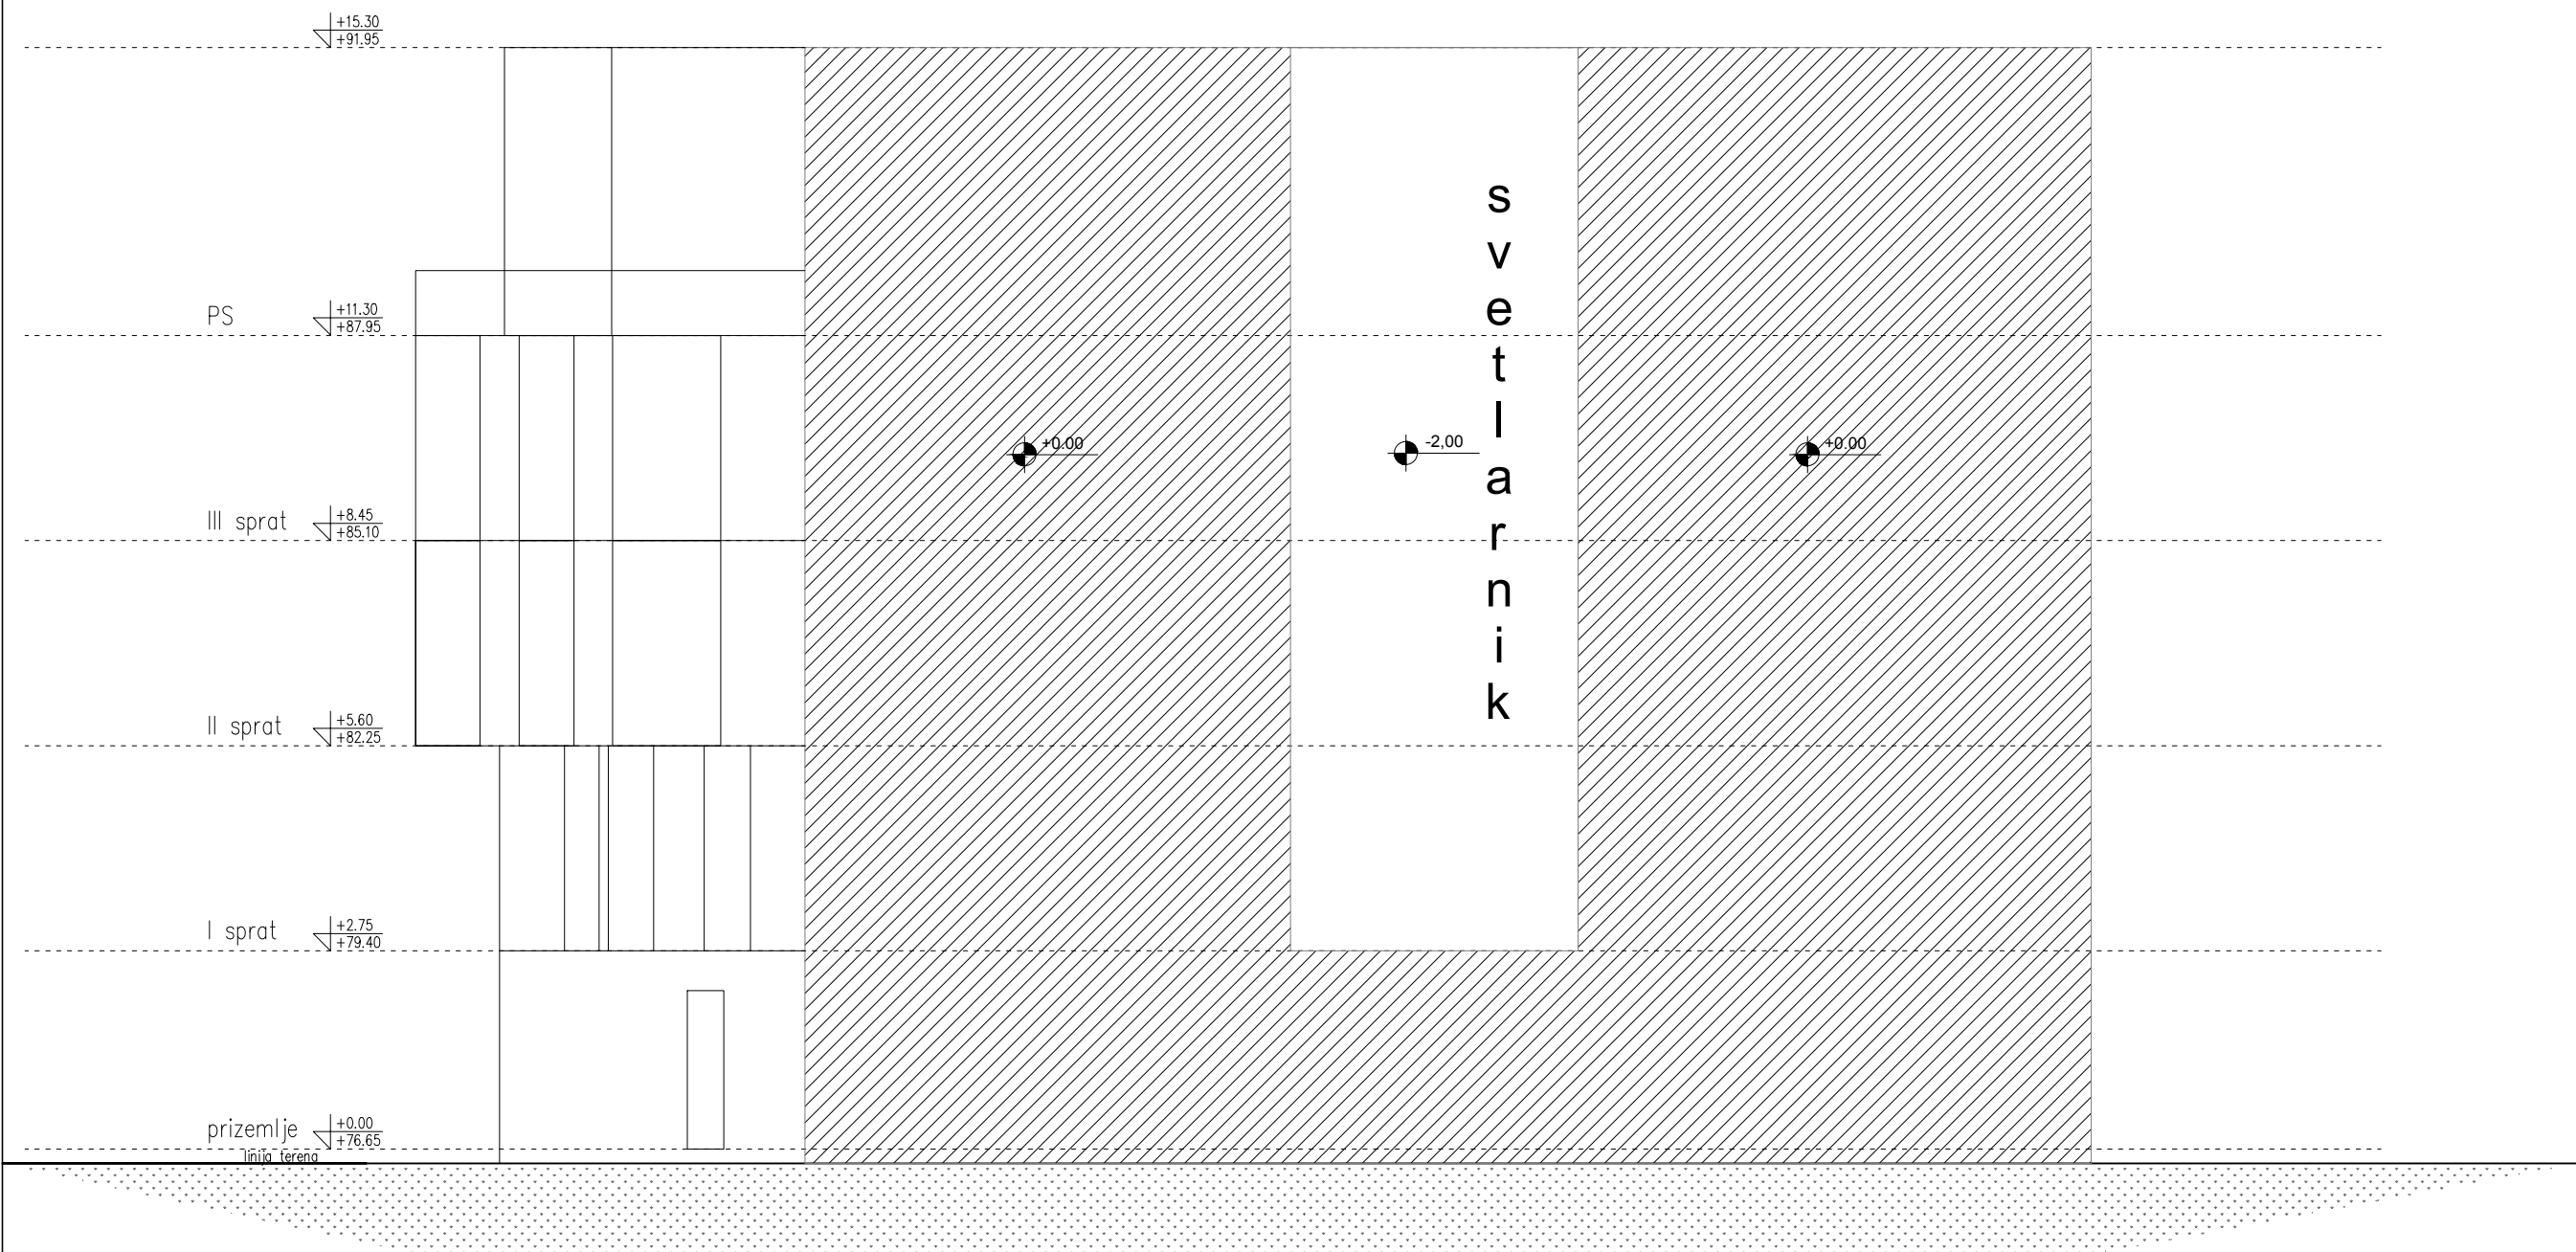 +15.30
+91.95
PS
+11.30
+87.95
III sprat
+8.45
+85.10
II sprat
+5.60
+82.25
I sprat
+2.75
+79.40
prizemlje
+0.00
+76.65
linija terena
+0.00
-2,00
+0.00
s
v
e
t
l
a
r
n
i
k